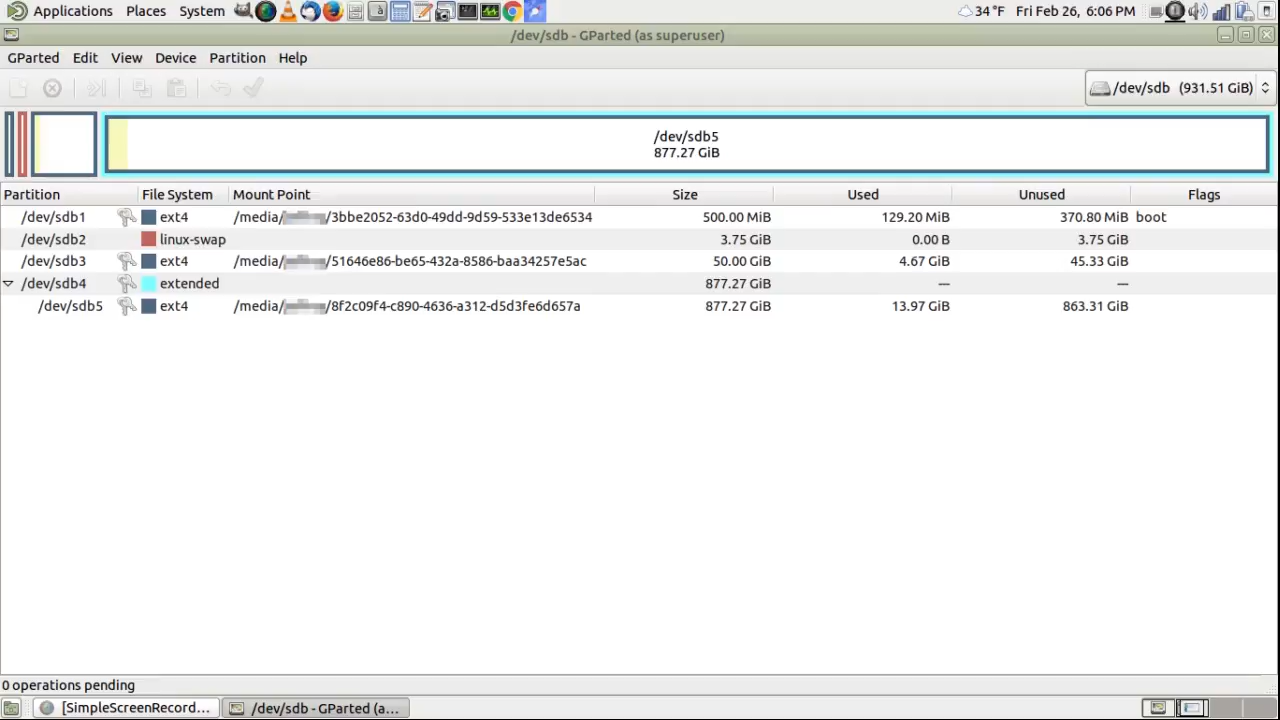 Applications Places System 34 °F Fri Feb 26, 6:06 PM
/dev/sdb - GParted (as superuser)
GParted Edit View Device Partition Help
/dev/sdb (931.51 GiB)
/dev/sdb5
877.27 GiB
Partition File System Mount Point Size Used Unused Flags
/dev/sdb1 ext4 /media/ /3bbe2052-63d0-49dd-9d59-533e13de6534 500.00 MiB 129.20 MiB 370.80 MiB boot
/dev/sdb2 linux-swap 3.75 GiB 0.00 B 3.75 GiB
/dev/sdb3 ext4 /media/ /51646e86-be65-432a-8586-baa34257e5ac 50.00 GiB 4.67 GiB 45.33 GiB
/dev/sdb4 extended 877.27 GiB — —
/dev/sdb5 ext4 /media/ /8f2c09f4-c890-4636-a312-d5d3fe6d657a 877.27 GiB 13.97 GiB 863.31 GiB
0 operations pending
[SimpleScreenRecord... /dev/sdb - GParted (a...